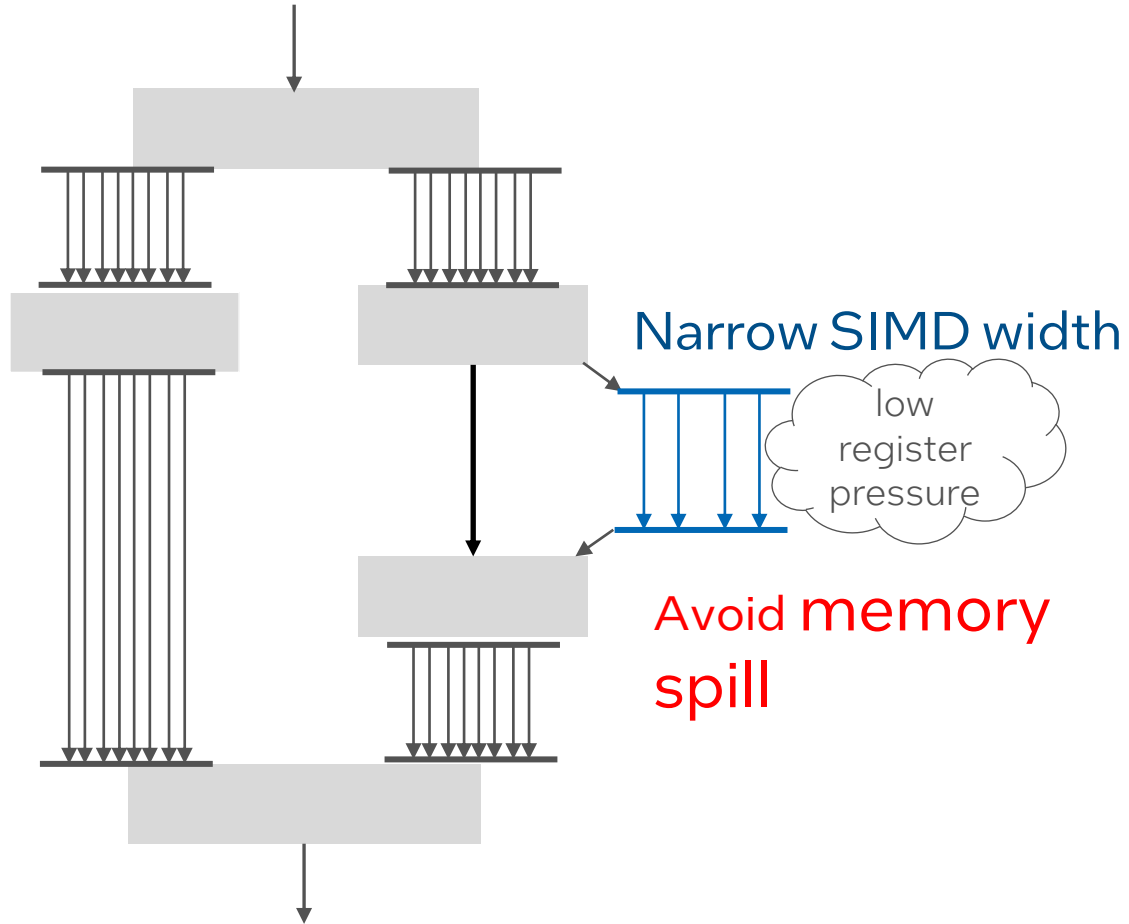 Narrow SIMD width
low
register
pressure
Avoid memory
spill